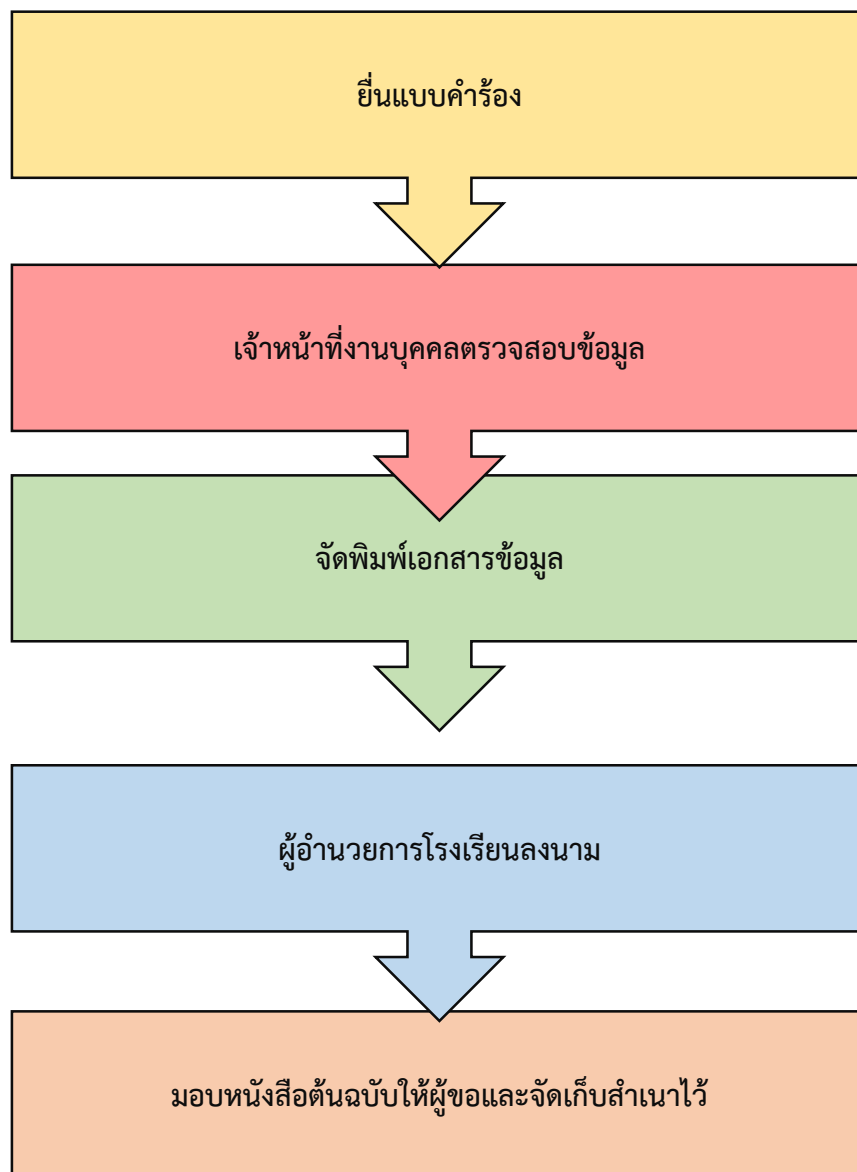 ยื่นแบบคำร้อง
เจ้าหน้าที่งานบุคคลตรวจสอบข้อมูล
จัดพิมพ์เอกสารข้อมูล
ผู้อำนวยการโรงเรียนลงนาม
มอบหนังสือต้นฉบับให้ผู้ขอและจัดเก็บสำเนาไว้